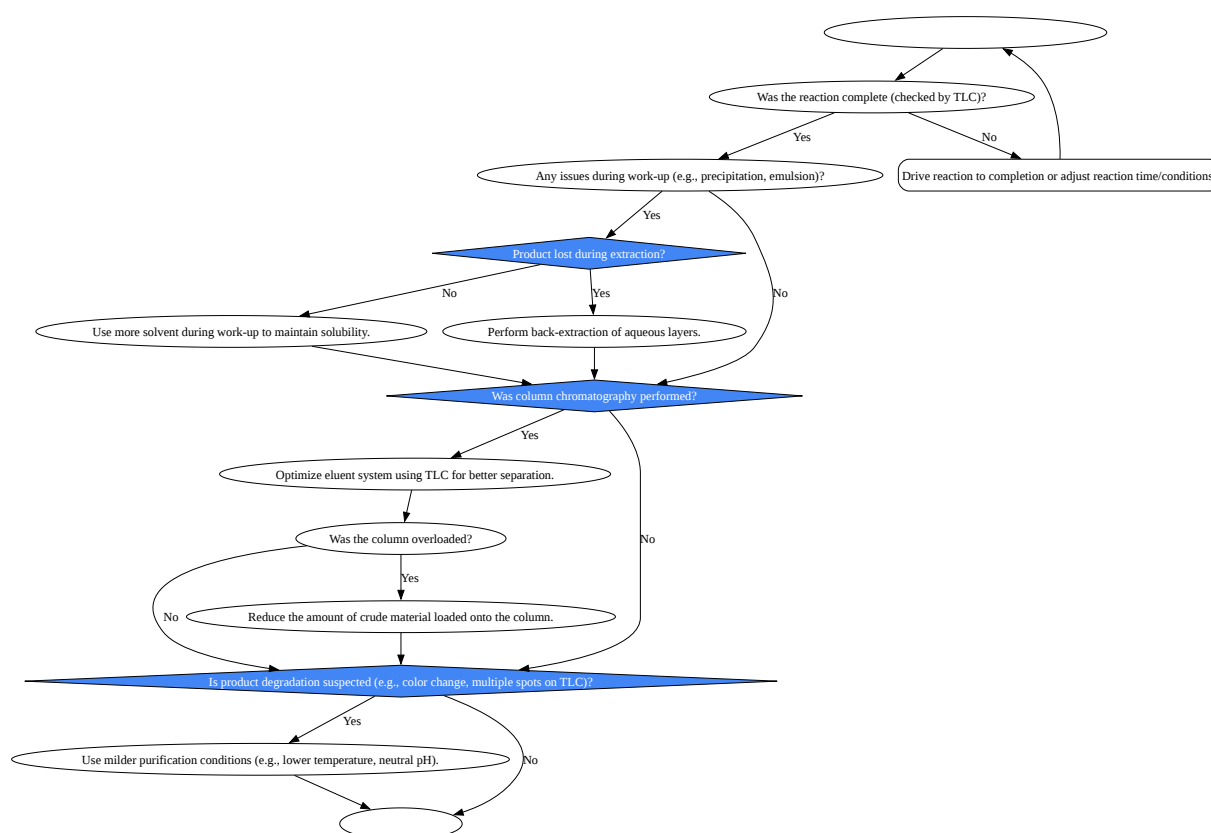 Was the reaction complete (checked by TLC)?
Yes
No
Any issues during work-up (e.g., precipitation, emulsion)?
Drive reaction to completion or adjust reaction time/conditions
Yes
Product lost during extraction?
No
Yes
No
Use more solvent during work-up to maintain solubility.
Perform back-extraction of aqueous layers.
Was column chromatography performed?
Yes
Optimize eluent system using TLC for better separation.
Was the column overloaded?
No
Yes
No
Reduce the amount of crude material loaded onto the column.
Is product degradation suspected (e.g., color change, multiple spots on TLC)?
Yes
Use milder purification conditions (e.g., lower temperature, neutral pH).
No